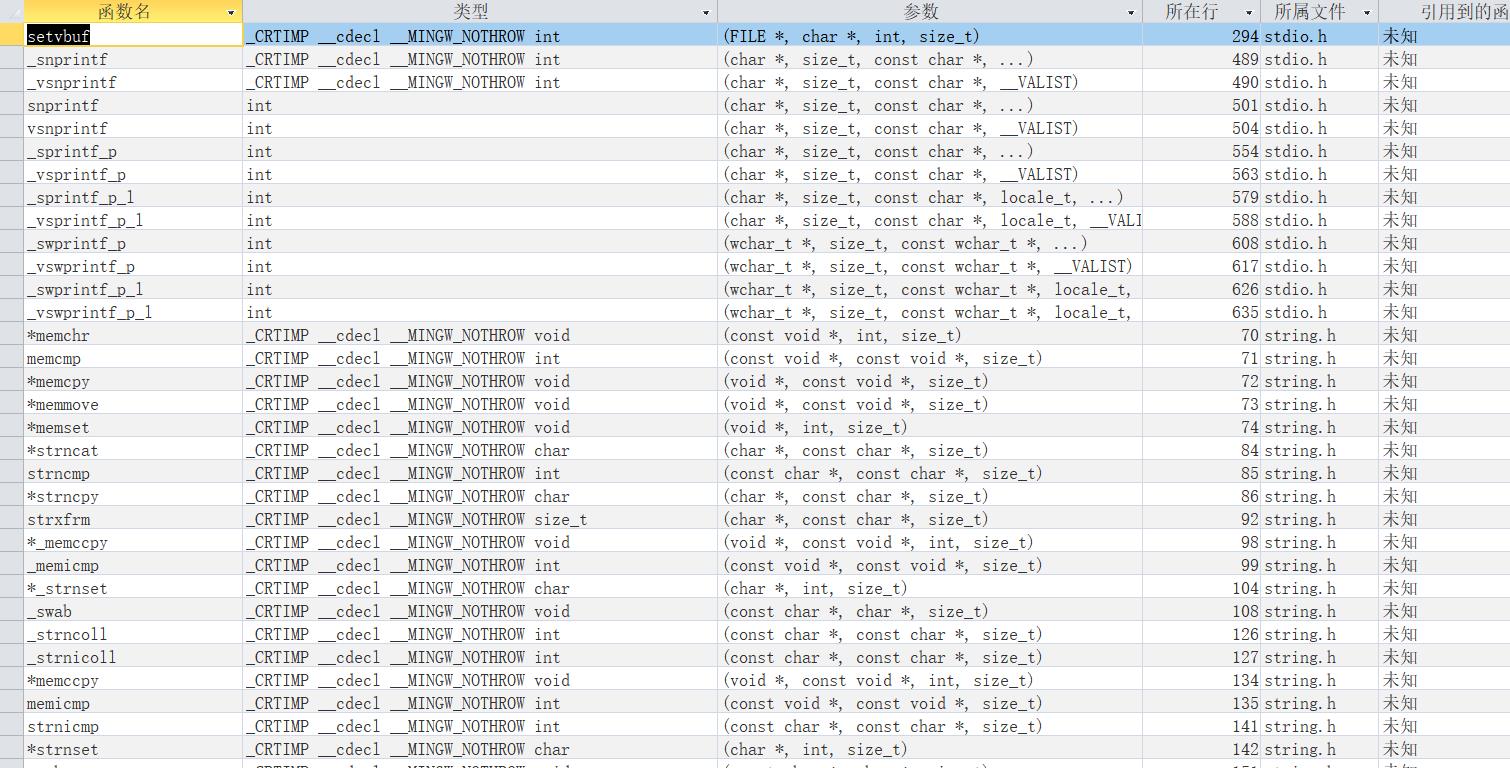 函数名 类型 参数 所在行 所属文件 引用到的函
setvbuf _CRTIMP __cdecl __MINGW_NOTHROW int (FILE *, char *, int, size_t) 294 stdio.h 未知
_snprintf _CRTIMP __cdecl __MINGW_NOTHROW int (char *, size_t, const char *, ...) 489 stdio.h 未知
_vsnprintf _CRTIMP __cdecl __MINGW_NOTHROW int (char *, size_t, const char *, __VALIST) 490 stdio.h 未知
snprintf int (char *, size_t, const char *, ...) 501 stdio.h 未知
vsnprintf int (char *, size_t, const char *, __VALIST) 504 stdio.h 未知
_sprintf_p int (char *, size_t, const char *, ...) 554 stdio.h 未知
_vsprintf_p int (char *, size_t, const char *, __VALIST) 563 stdio.h 未知
_sprintf_p_l int (char *, size_t, const char *, locale_t, ...) 579 stdio.h 未知
_vsprintf_p_l int (char *, size_t, const char *, locale_t, __VALI 588 stdio.h 未知
_swprintf_p int (wchar_t *, size_t, const wchar_t *, ...) 608 stdio.h 未知
_vswprintf_p int (wchar_t *, size_t, const wchar_t *, __VALIST) 617 stdio.h 未知
_swprintf_p_l int (wchar_t *, size_t, const wchar_t *, locale_t, 626 stdio.h 未知
_vswprintf_p_l int (wchar_t *, size_t, const wchar_t *, locale_t, 635 stdio.h 未知
*memchr _CRTIMP __cdecl __MINGW_NOTHROW void (const void *, int, size_t) 70 string.h 未知
memcmp _CRTIMP __cdecl __MINGW_NOTHROW int (const void *, const void *, size_t) 71 string.h 未知
*memcpy _CRTIMP __cdecl __MINGW_NOTHROW void (void *, const void *, size_t) 72 string.h 未知
*memmove _CRTIMP __cdecl __MINGW_NOTHROW void (void *, const void *, size_t) 73 string.h 未知
*memset _CRTIMP __cdecl __MINGW_NOTHROW void (void *, int, size_t) 74 string.h 未知
*strncat _CRTIMP __cdecl __MINGW_NOTHROW char (char *, const char *, size_t) 84 string.h 未知
strncmp _CRTIMP __cdecl __MINGW_NOTHROW int (const char *, const char *, size_t) 85 string.h 未知
*strncpy _CRTIMP __cdecl __MINGW_NOTHROW char (char *, const char *, size_t) 86 string.h 未知
strxfrm _CRTIMP __cdecl __MINGW_NOTHROW size_t (char *, const char *, size_t) 92 string.h 未知
*_memccpy _CRTIMP __cdecl __MINGW_NOTHROW void (void *, const void *, int, size_t) 98 string.h 未知
_memicmp _CRTIMP __cdecl __MINGW_NOTHROW int (const void *, const void *, size_t) 99 string.h 未知
*_strnset _CRTIMP __cdecl __MINGW_NOTHROW char (char *, int, size_t) 104 string.h 未知
_swab _CRTIMP __cdecl __MINGW_NOTHROW void (const char *, char *, size_t) 108 string.h 未知
_strncoll _CRTIMP __cdecl __MINGW_NOTHROW int (const char *, const char *, size_t) 126 string.h 未知
_strnicoll _CRTIMP __cdecl __MINGW_NOTHROW int (const char *, const char *, size_t) 127 string.h 未知
*memccpy _CRTIMP __cdecl __MINGW_NOTHROW void (void *, const void *, int, size_t) 134 string.h 未知
memicmp _CRTIMP __cdecl __MINGW_NOTHROW int (const void *, const void *, size_t) 135 string.h 未知
strnicmp _CRTIMP __cdecl __MINGW_NOTHROW int (const char *, const char *, size_t) 141 string.h 未知
*strnset _CRTIMP __cdecl __MINGW_NOTHROW char (char *, int, size_t) 142 string.h 未知